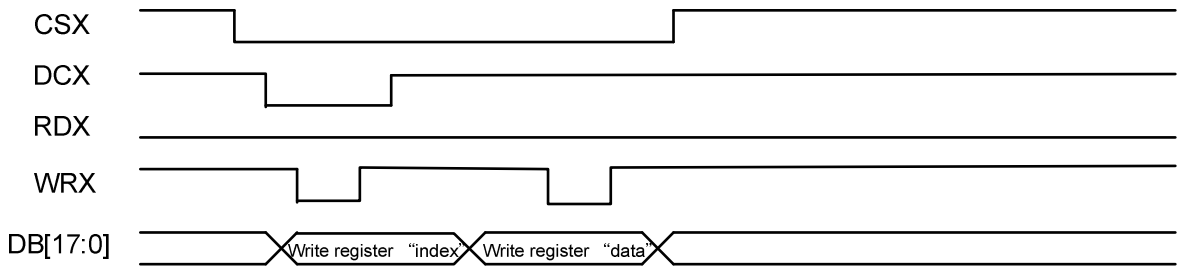 CSX
DCX
RDX
WRX
DB[17:0] Write register “index” Write register “data”